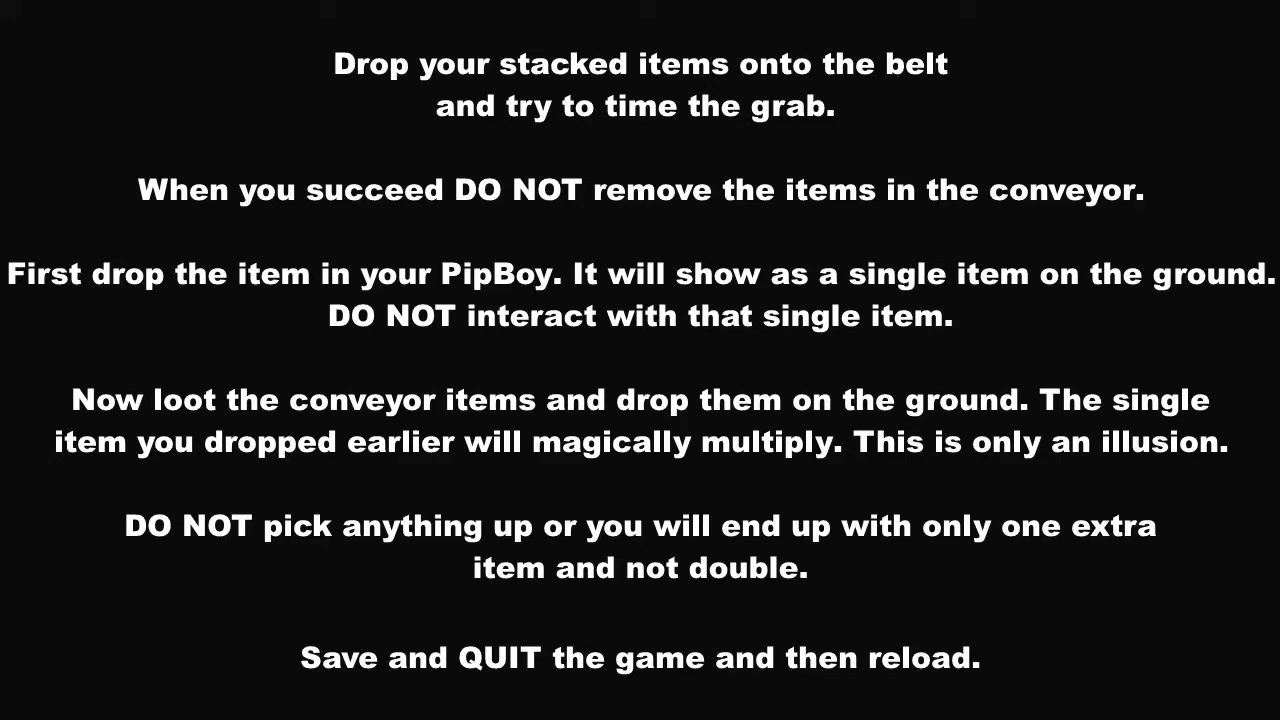 Drop your stacked items onto the belt
and try to time the grab.
When you succeed DO NOT remove the items in the conveyor.
First drop the item in your PipBoy. It will show as a single item on the ground.
DO NOT interact with that single item.
Now loot the conveyor items and drop them on the ground. The single
item you dropped earlier will magically multiply. This is only an illusion.
DO NOT pick anything up or you will end up with only one extra
item and not double.
Save and QUIT the game and then reload.